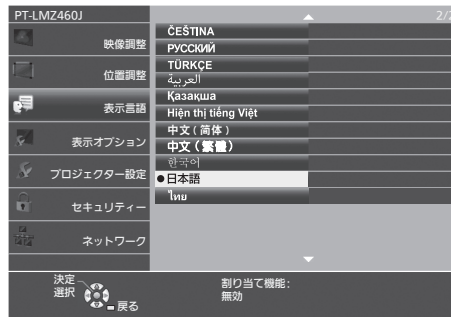 PT-LMZ460J
2/2
映像調整
位置調整
表示言語
表示オプション
プロジェクター設定
セキュリティー
ネットワーク
ČEŠTINA
РУССКИЙ
TÜRKÇE
العربية
Қазақша
Hiện thị tiếng Việt
中文(简体)
中文(繁體)
한국어
●日本語
ไทย
決定
選択
戻る
割り当て機能:
無効